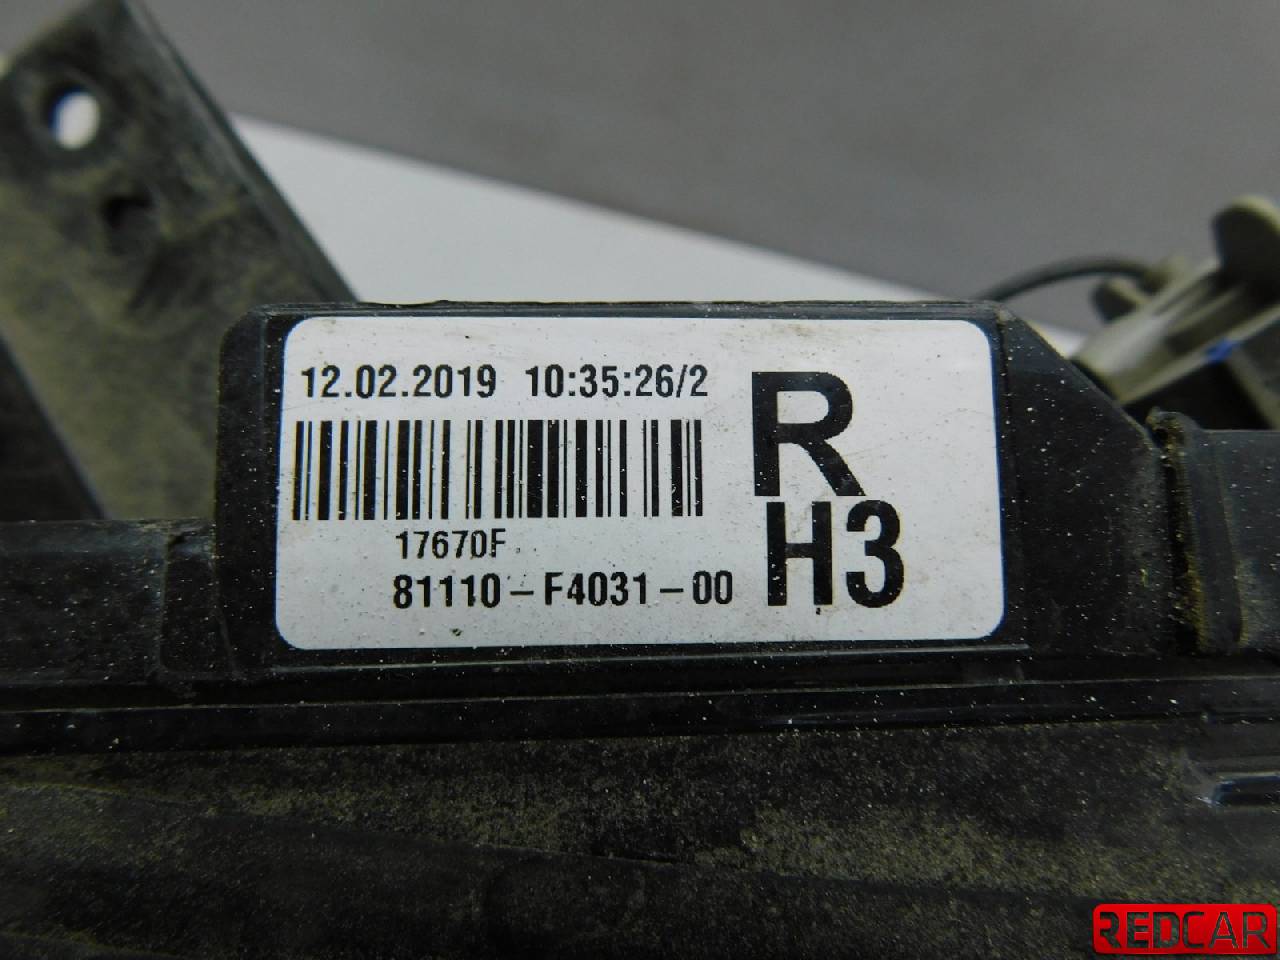 12.02.2019 10:35:26/2
R
H3
17670F
81110-F4031-00
REDCAR